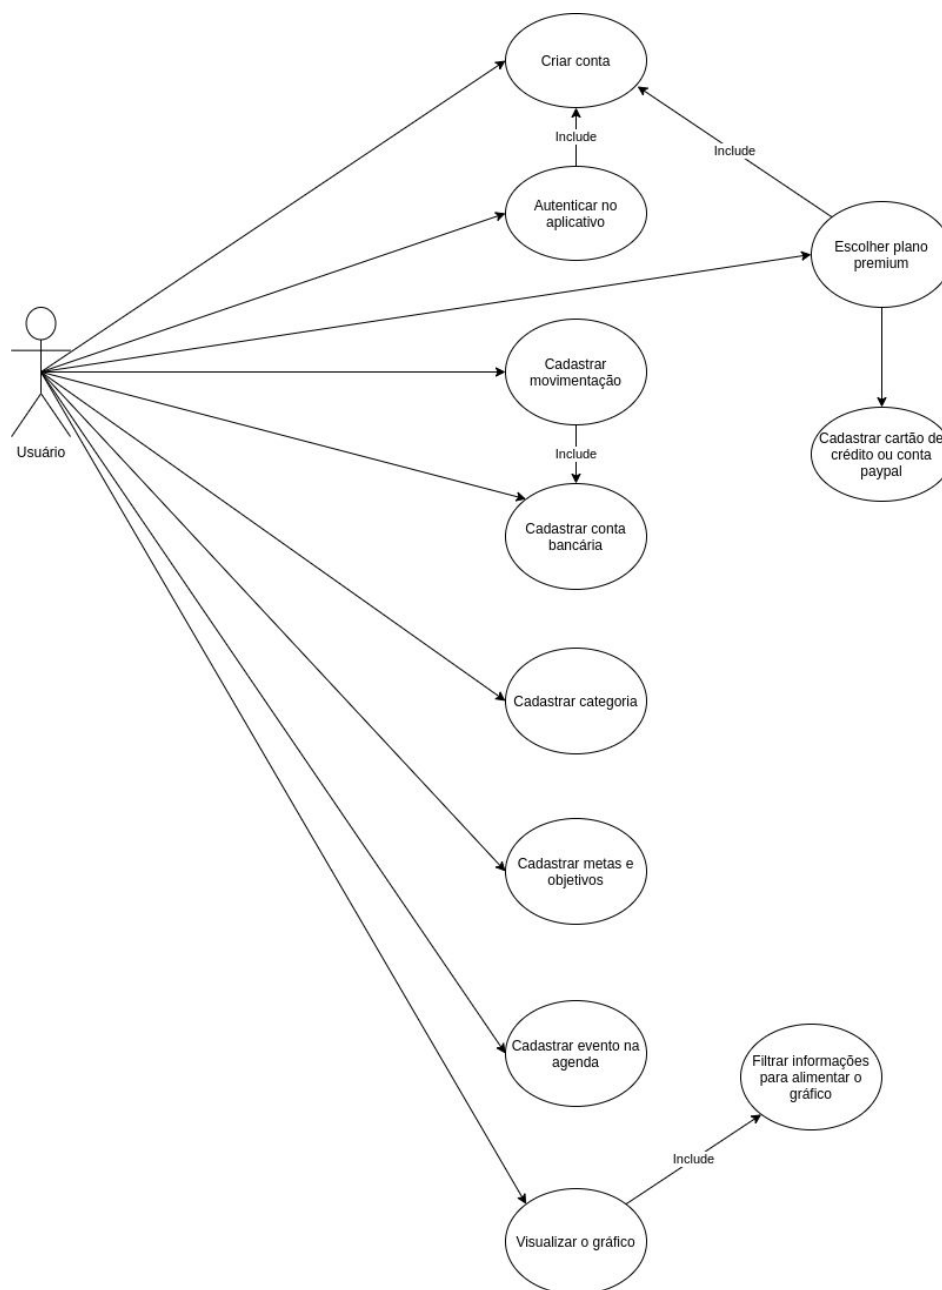 Criar conta
Include
Include
Autenticar no
aplicativo
Escolher plano
premium
Usuário
Cadastrar
movimentação
Include
Cadastrar cartão de
crédito ou conta
paypal
Cadastrar conta
bancária
Cadastrar categoria
Cadastrar metas e
objetivos
Cadastrar evento na
agenda
Filtrar informações
para alimentar o
gráfico
Include
Visualizar o gráfico